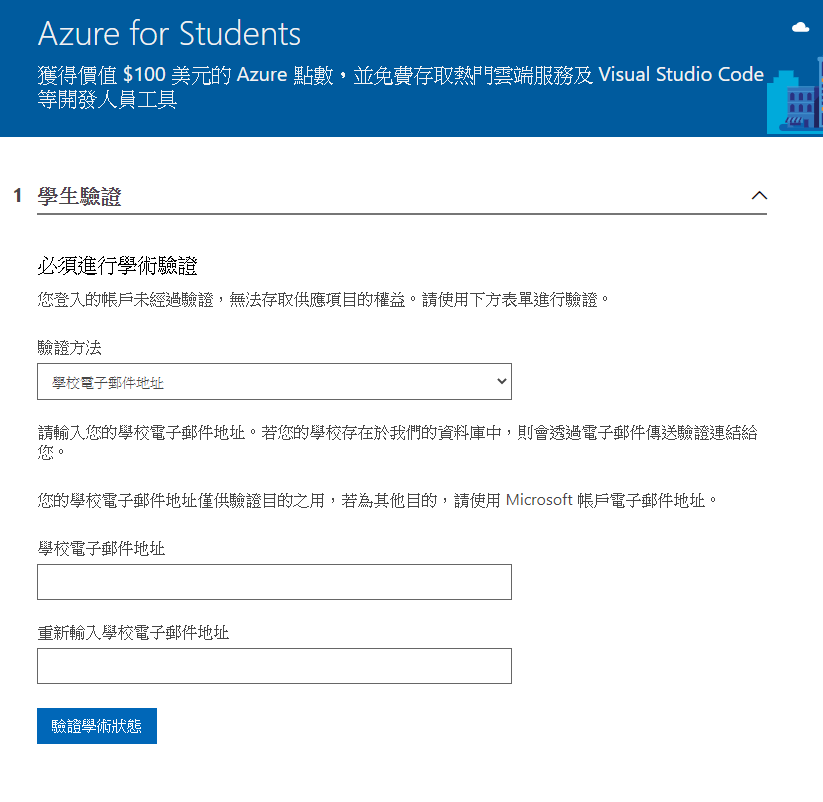 Azure for Students
獲得價值 $100 美元的 Azure 點數，並免費存取熱門雲端服務及 Visual Studio Code
等開發人員工具
1 學生驗證
必須進行學術驗證
您登入的帳戶未經過驗證，無法存取供應項目的權益。請使用下方表單進行驗證。
驗證方法
學校電子郵件地址
請輸入您的學校電子郵件地址。若您的學校存在於我們的資料庫中，則會透過電子郵件傳送驗證連結給
您。
您的學校電子郵件地址僅供驗證目的之用，若為其他目的，請使用 Microsoft 帳戶電子郵件地址。
學校電子郵件地址
重新輸入學校電子郵件地址
驗證學術狀態